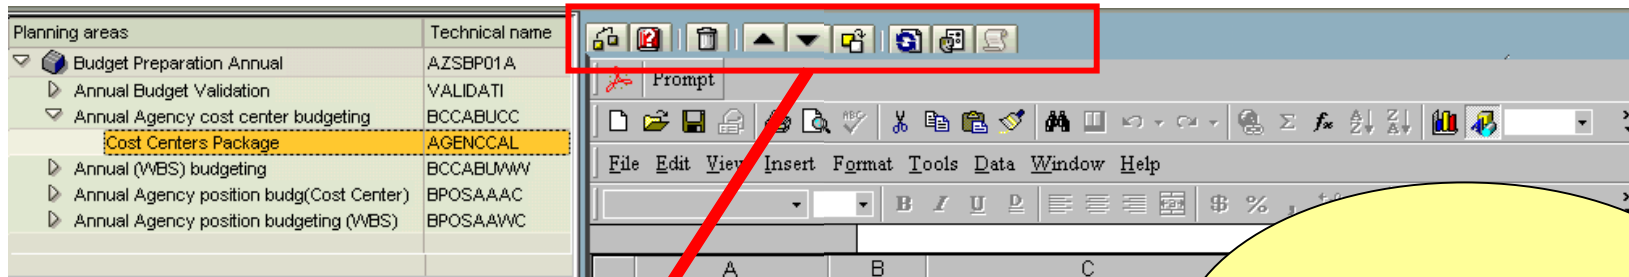 Planning areas Technical name
Budget Preparation Annual AZSBP01A
Annual Budget Validation VALIDATI
Annual Agency cost center budgeting BCCABUCC
Cost Centers Package AGENCCAL
Annual (WBS) budgeting BCCABUWW
Annual Agency position budg(Cost Center) BPOSAAAC
Annual Agency position budgeting (WBS) BPOSAAWC
Prompt
ABC
File Edit View Insert Format Tools Data Window Help
B I U D $ % ,
A B C